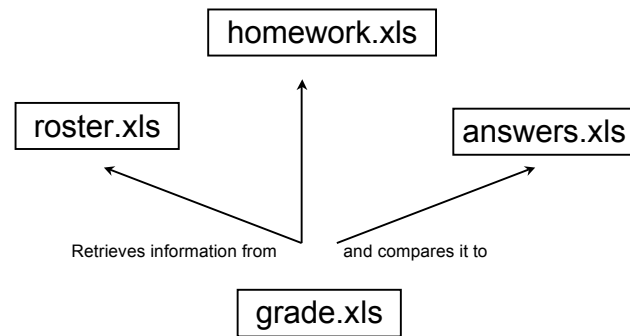 homework.xls
roster.xls
answers.xls
Retrieves information from
and compares it to
grade.xls